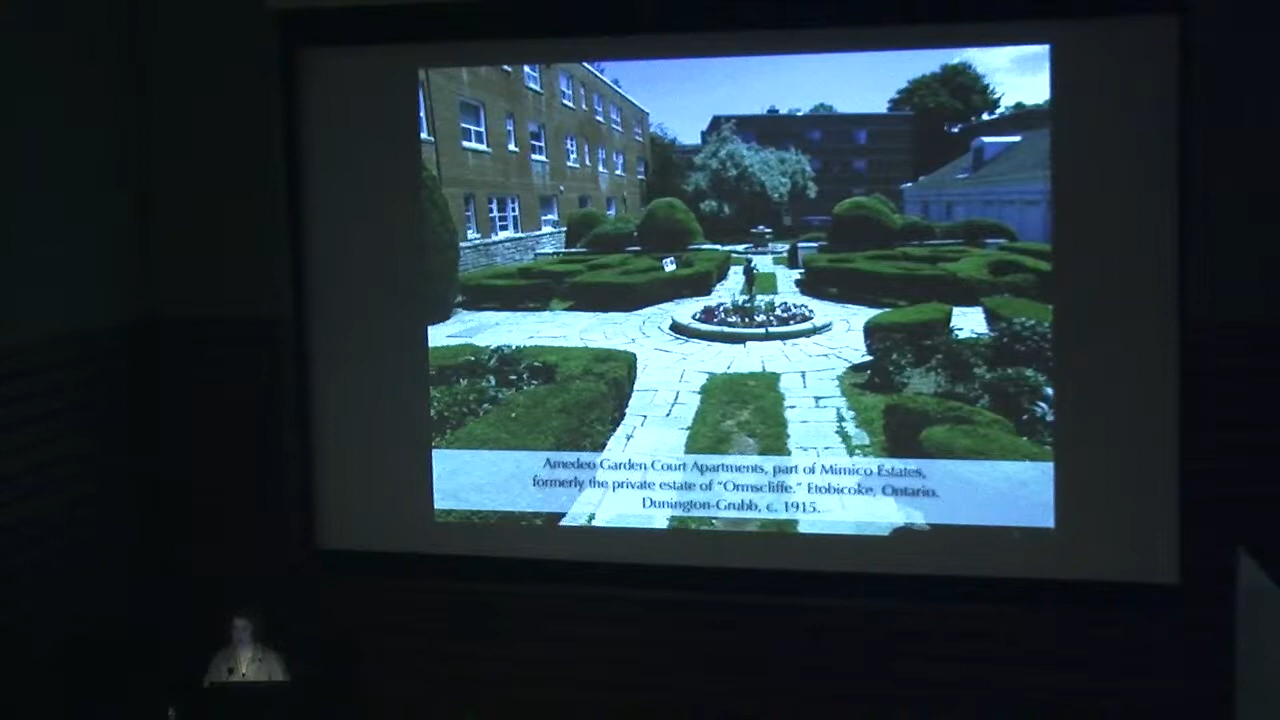 Amedeo Garden Court Apartments, part of Mimico Estates,
formerly the private estate of “Ormscliffe.” Etobicoke, Ontario.
Dunington-Grubb, c. 1915.